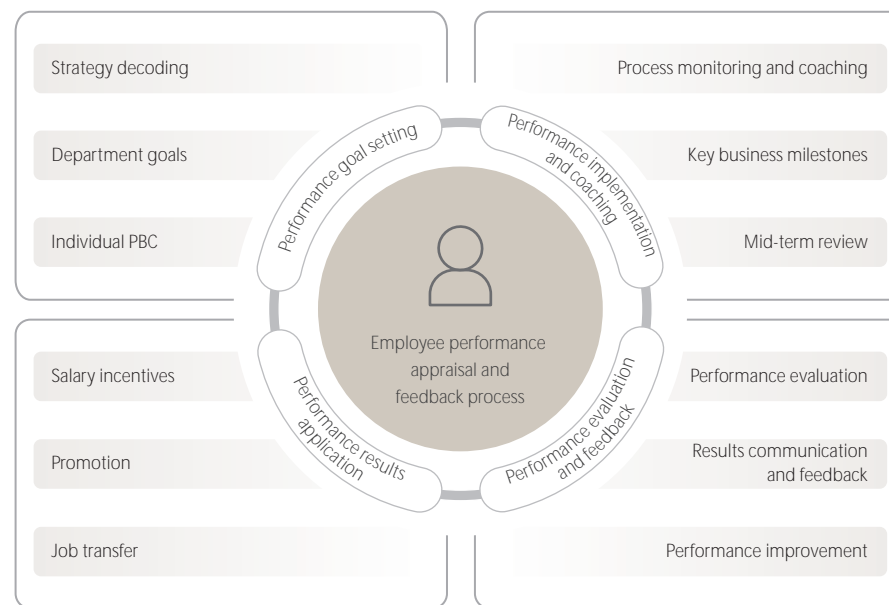 Strategy decoding
Department goals
Individual PBC
Performance goal setting
Process monitoring and coaching
Key business milestones
Mid-term review
Performance implementation
and coaching
Employee performance
appraisal and
feedback process
Salary incentives
Promotion
Job transfer
Performance results
application
Performance evaluation
Results communication
and feedback
Performance improvement
Performance evaluation
and feedback